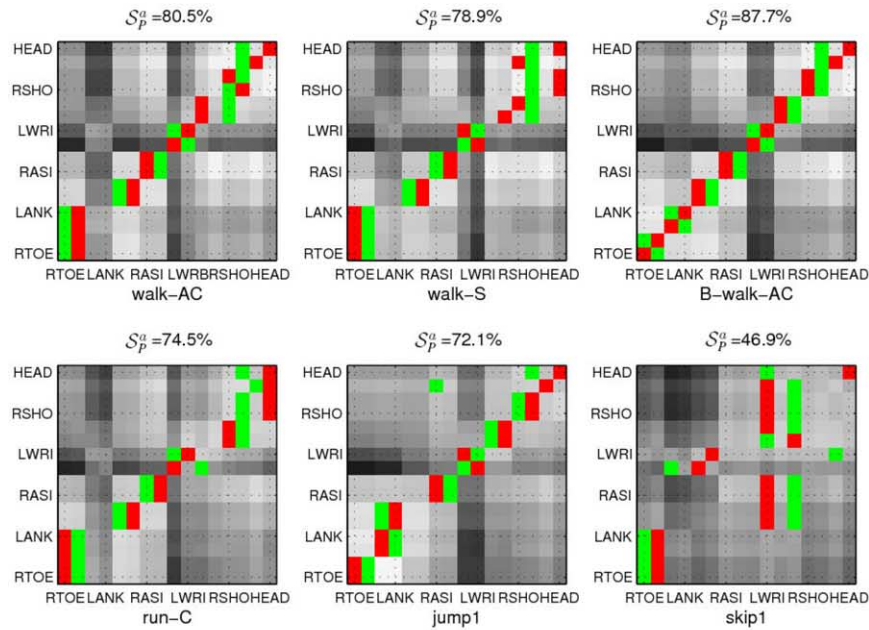 S_P^a=80.5% S_P^a=78.9% S_P^a=87.7%
HEAD HEAD HEAD
RSHO RSHO RSHO
LWRI LWRI LWRI
RASI RASI RASI
LANK LANK LANK
RTOE RTOE RTOE
RTOE LANK RASI LWRBRSHOHEAD RTOE LANK RASI LWRI RSHOHEAD RTOE LANK RASI LWRI RSHOHEAD
walk-AC walk-S B-walk-AC
S_P^a=74.5% S_P^a=72.1% S_P^a=46.9%
HEAD HEAD HEAD
RSHO RSHO RSHO
LWRI LWRI LWRI
RASI RASI RASI
LANK LANK LANK
RTOE RTOE RTOE
RTOE LANK RASI LWRI RSHOHEAD RTOE LANK RASI LWRI RSHOHEAD RTOE LANK RASI LWRI RSHOHEAD
run-C jump1 skip1